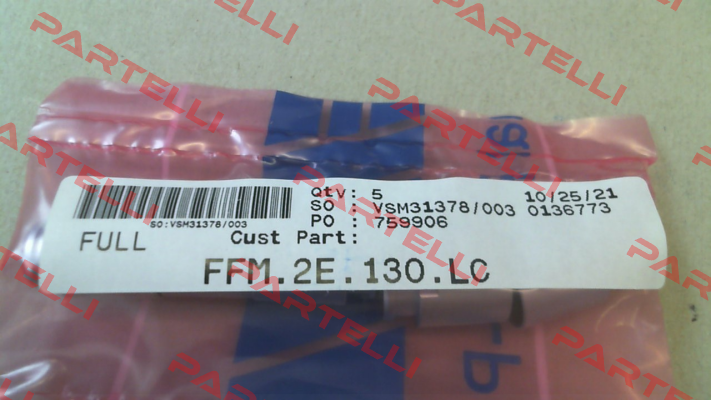 PARTELLI
PARTELLI
PARTELLI
PARTELLI
PARTELLI
Qty: 5 10/25/21
SO : VSM31378/003 0136773
SO:VSM31378/003
PO : 759906
FULL Cust Part:
FFM.2E.130.LC
PARTELLI
PARTELLI
PARTELLI